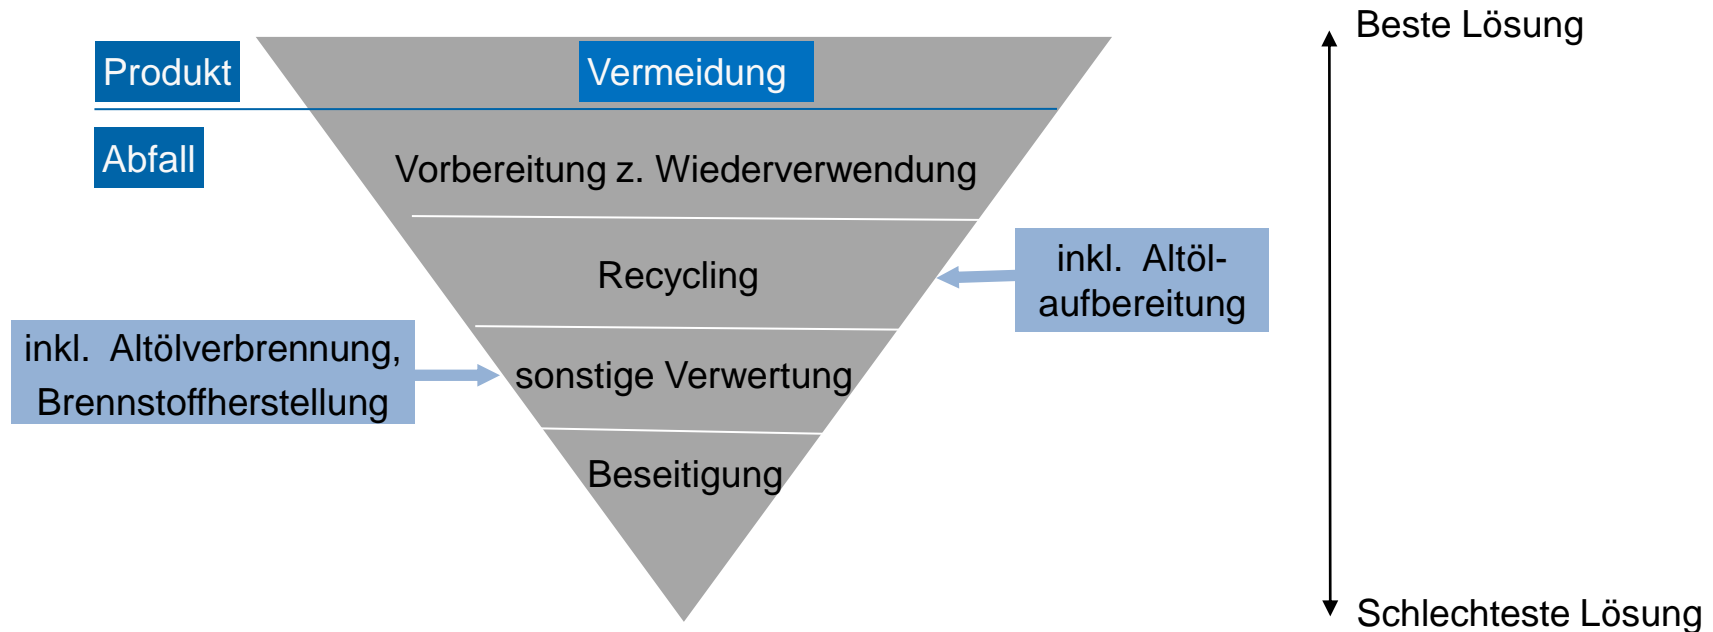 Beste Lösung
Produkt
Vermeidung
Abfall
Vorbereitung z. Wiederverwendung
Recycling
inkl. Altöl-
aufbereitung
inkl. Altölverbrennung,
Brennstoffherstellung
sonstige Verwertung
Beseitigung
Schlechteste Lösung